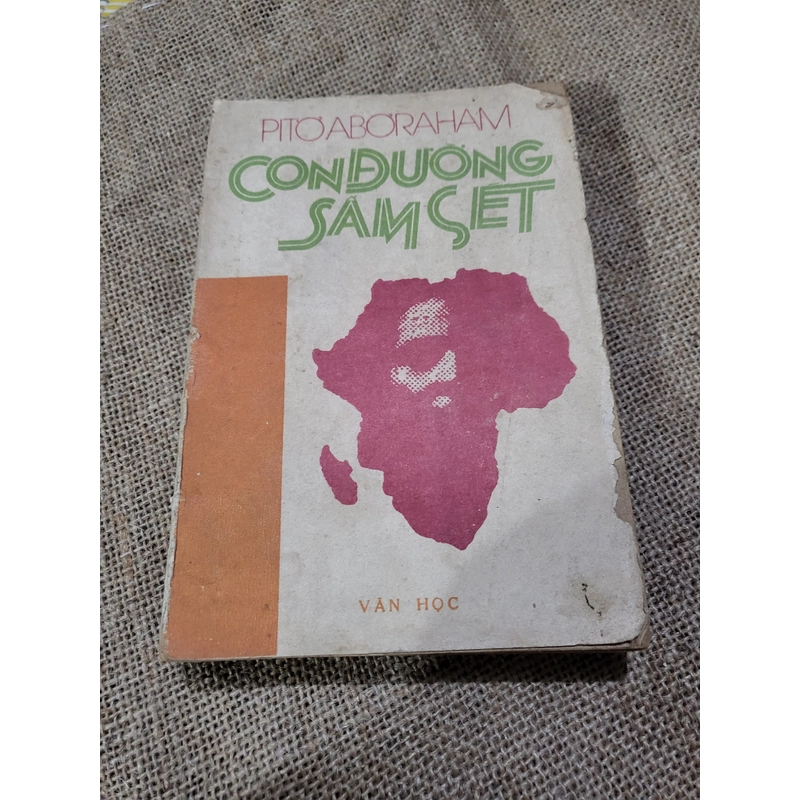 PITƠ ABƠRAHAM
CON ĐƯỜNG
SẤM SÉT
VĂN HỌC